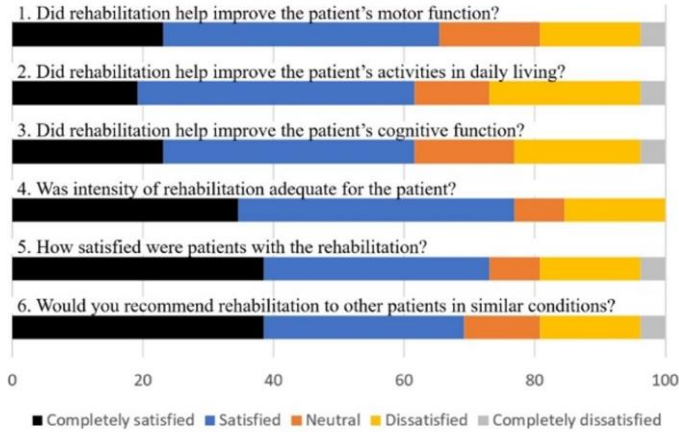 1. Did rehabilitation help improve the patient’s motor function?
2. Did rehabilitation help improve the patient’s activities in daily living?
3. Did rehabilitation help improve the patient’s cognitive function?
4. Was intensity of rehabilitation adequate for the patient?
5. How satisfied were patients with the rehabilitation?
6. Would you recommend rehabilitation to other patients in similar conditions?
0 20 40 60 80 100
Completely satisfied Satisfied Neutral Dissatisfied Completely dissatisfied